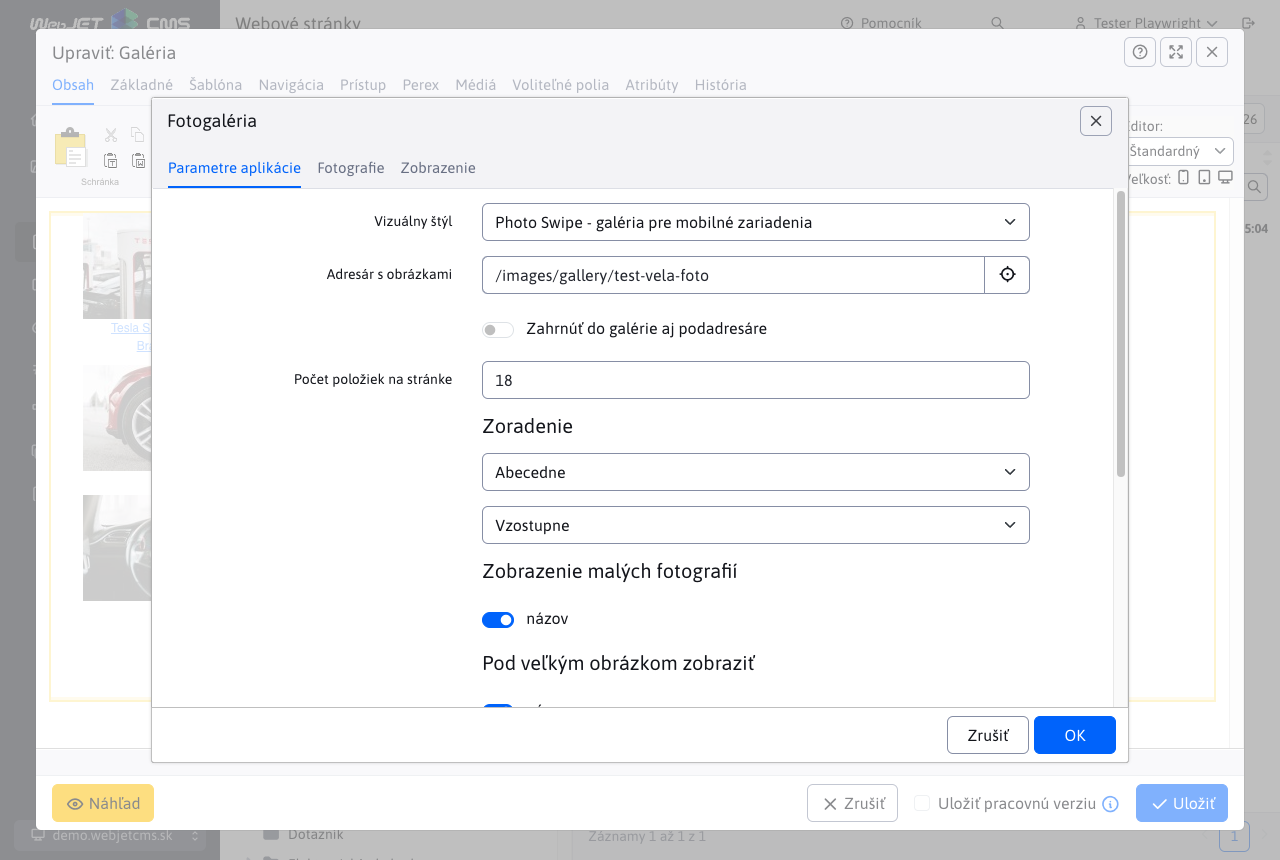 WebJET CMS
Webové stránky
Pomocník
Tester Playwright
Upraviť: Galéria
Obsah Základné Šablóna Navigácia Prístup Perex Médiá Voliteľné polia Atribúty História
Schránka
Editor:
Štandardný
Veľkosť:
26
5:04
Tesla S
Bra
Fotogaléria
Parametre aplikácie Fotografie Zobrazenie
Vizuálny štýl
Photo Swipe - galéria pre mobilné zariadenia
Adresár s obrázkami
/images/gallery/test-vela-foto
Zahrnúť do galérie aj podadresáre
Počet položiek na stránke
18
Zoradenie
Abecedne
Vzostupne
Zobrazenie malých fotografií
názov
Pod veľkým obrázkom zobraziť
Zrušiť
OK
Náhľad
Zrušiť
Uložiť pracovnú verziu
Uložiť
demo.webjetcms.sk
Dotazník
Záznamy 1 až 1 z 1
1